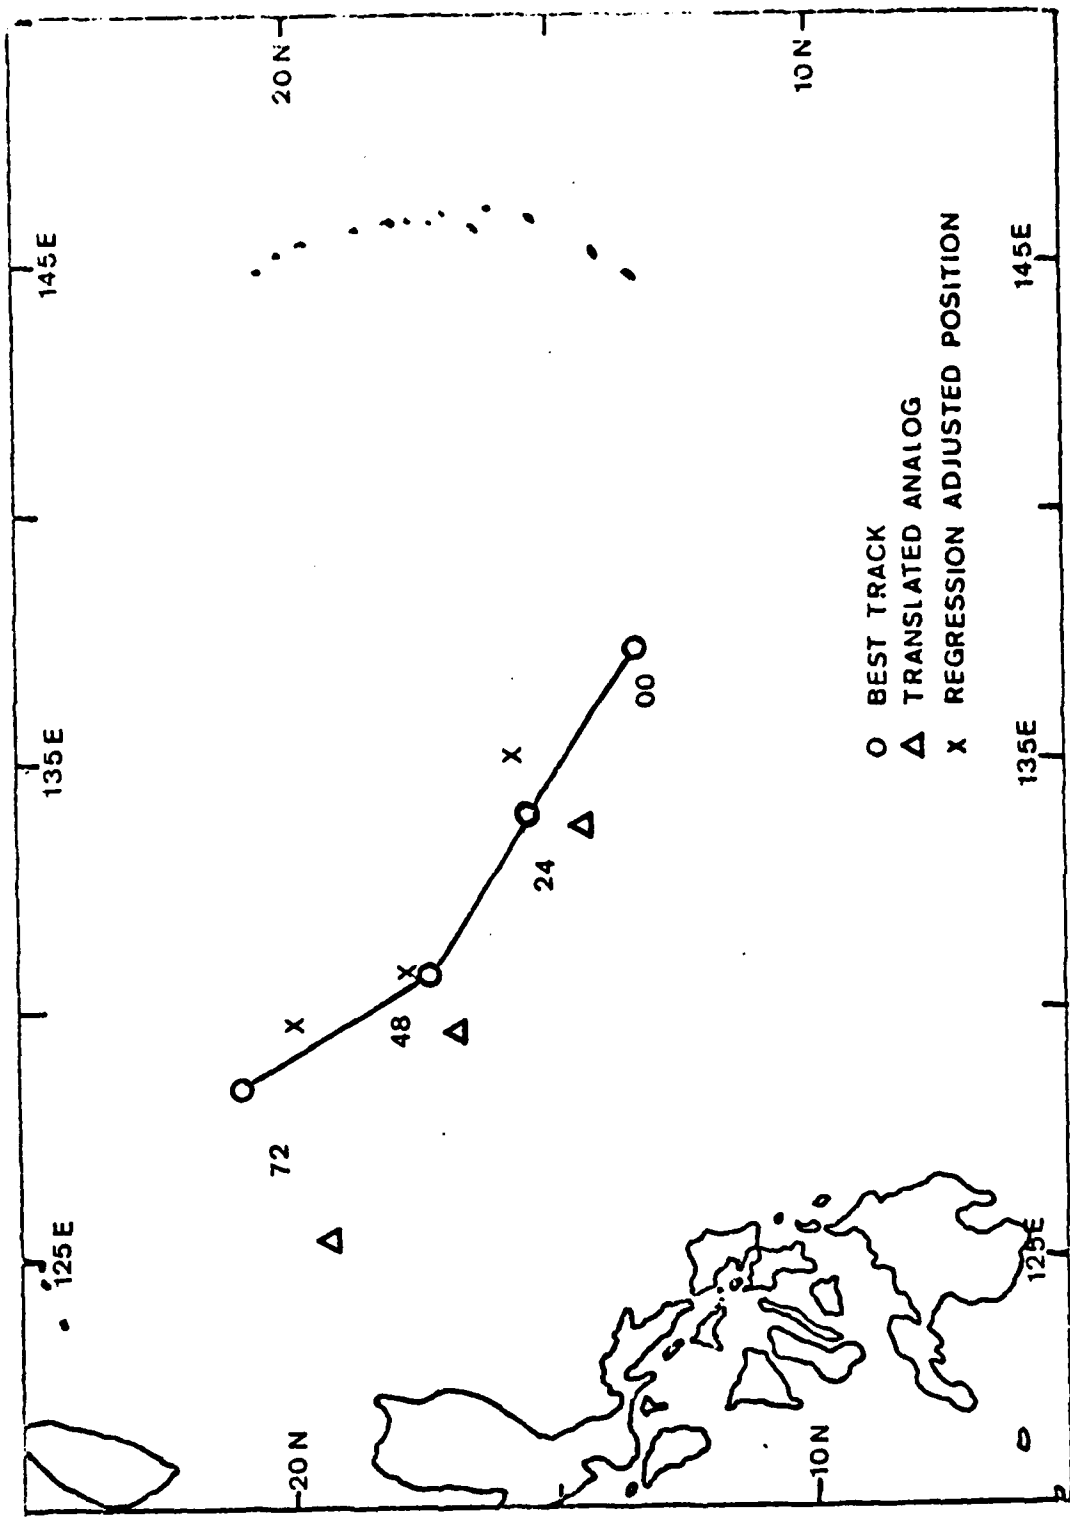 145E
135E
125E
20N
20N
72
48
24
00
O BEST TRACK
Δ TRANSLATED ANALOG
X REGRESSION ADJUSTED POSITION
10N
10N
145E
135E
125E